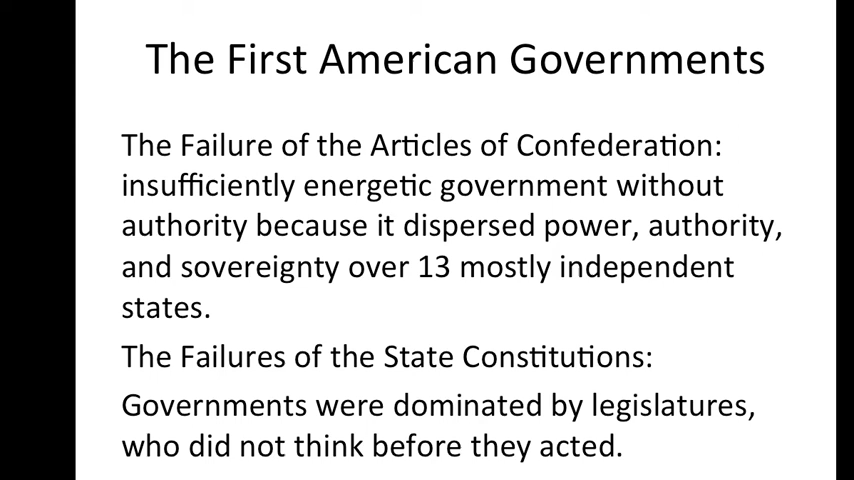 The First American Governments
The Failure of the Articles of Confederation:
insufficiently energetic government without
authority because it dispersed power, authority,
and sovereignty over 13 mostly independent
states.
The Failures of the State Constitutions:
Governments were dominated by legislatures,
who did not think before they acted.